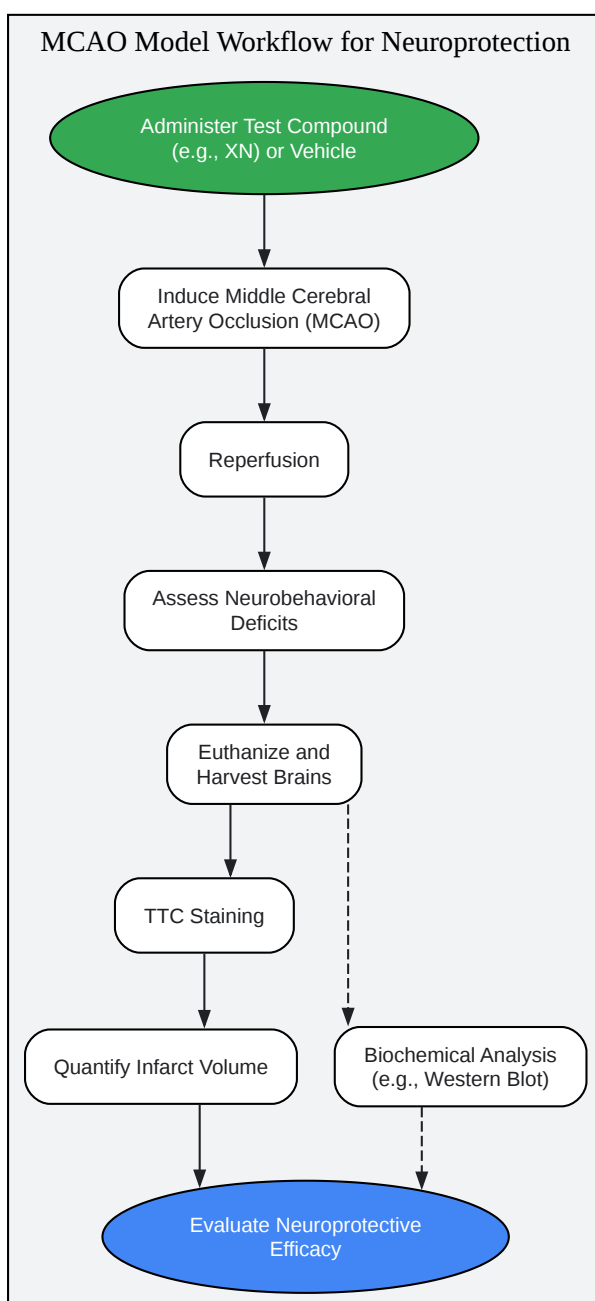 MCAO Model Workflow for Neuroprotection
Administer Test Compound
(e.g., XN) or Vehicle
Induce Middle Cerebral
Artery Occlusion (MCAO)
Reperfusion
Assess Neurobehavioral
Deficits
Euthanize and
Harvest Brains
TTC Staining
Quantify Infarct Volume
Biochemical Analysis
(e.g., Western Blot)
Evaluate Neuroprotective
Efficacy